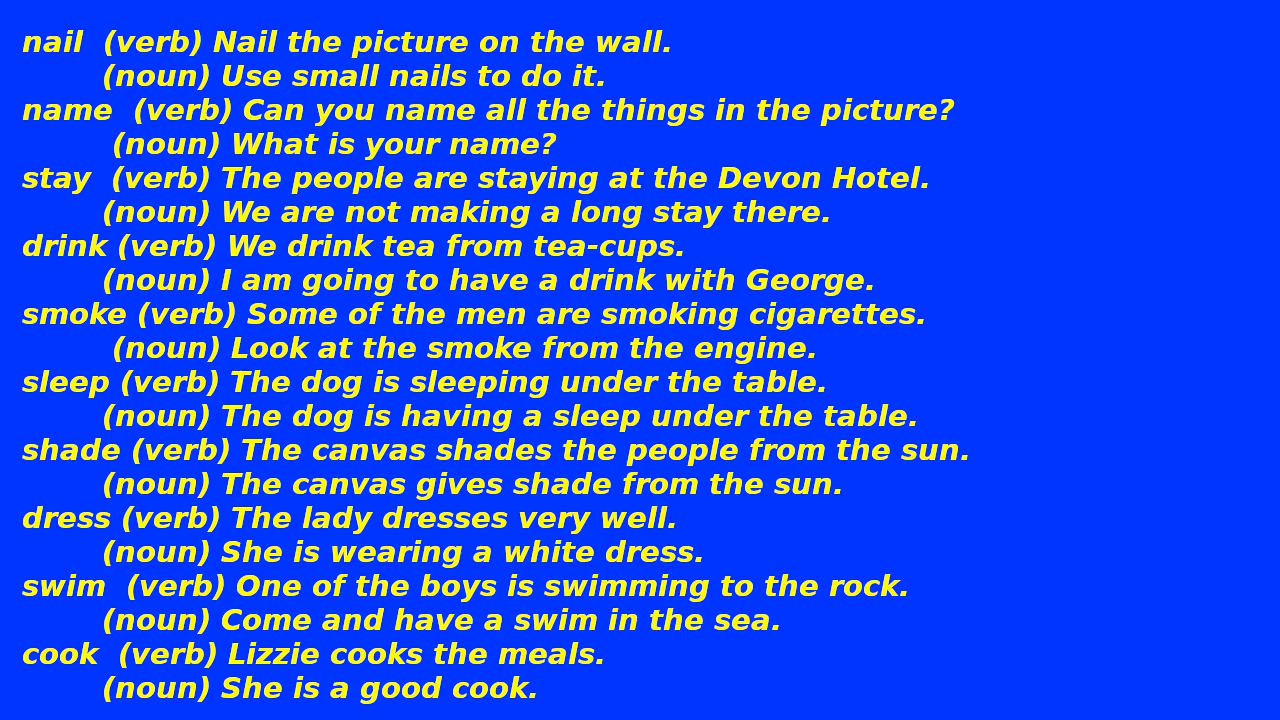 nail  (verb) Nail the picture on the wall.
(noun) Use small nails to do it.
name  (verb) Can you name all the things in the picture?
(noun) What is your name?
stay  (verb) The people are staying at the Devon Hotel.
(noun) We are not making a long stay there.
drink (verb) We drink tea from tea-cups.
(noun) I am going to have a drink with George.
smoke (verb) Some of the men are smoking cigarettes.
(noun) Look at the smoke from the engine.
sleep (verb) The dog is sleeping under the table.
(noun) The dog is having a sleep under the table.
shade (verb) The canvas shades the people from the sun.
(noun) The canvas gives shade from the sun.
dress (verb) The lady dresses very well.
(noun) She is wearing a white dress.
swim  (verb) One of the boys is swimming to the rock.
(noun) Come and have a swim in the sea.
cook  (verb) Lizzie cooks the meals.
(noun) She is a good cook.